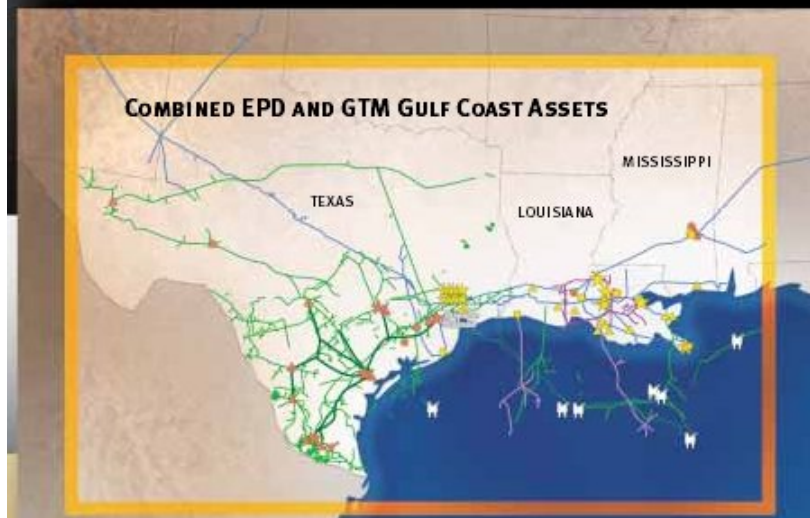 COMBINED EPD AND GTM GULF COAST ASSETS
MISSISSIPPI
TEXAS
LOUISIANA